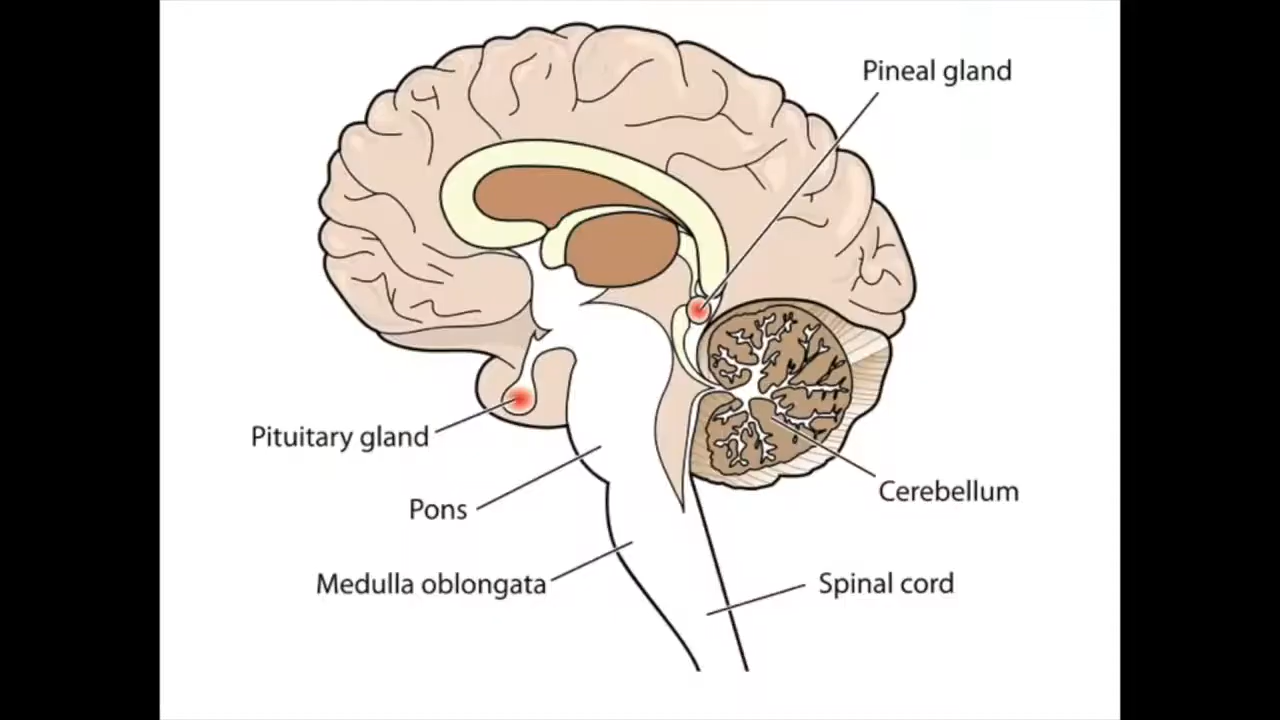 Pineal gland
Pituitary gland
Cerebellum
Pons
Medulla oblongata
Spinal cord